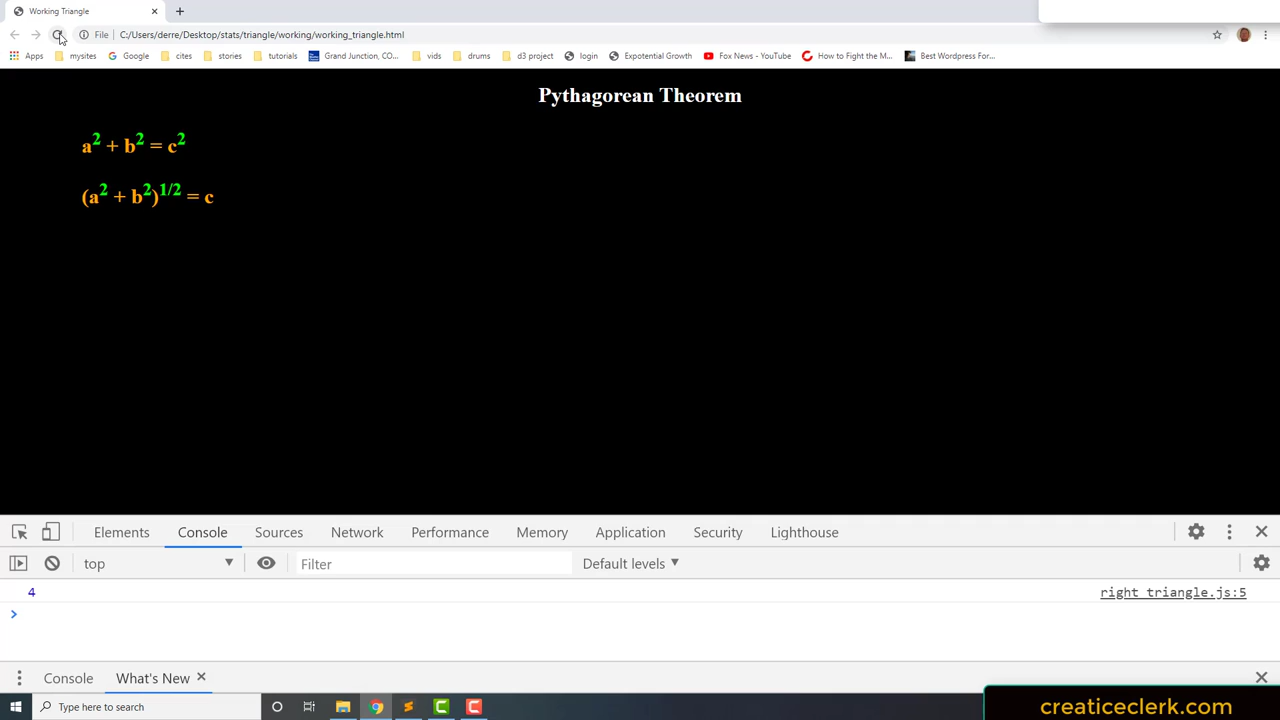 Working Triangle
File C:/Users/derre/Desktop/stats/triangle/working/working_triangle.html
Apps mysites Google cites stories tutorials Grand Junction, CO... vids drums d3 project login Expotential Growth Fox News - YouTube How to Fight the M... Best Wordpress For...
Pythagorean Theorem
a² + b² = c²
(a² + b²)¹/² = c
Elements Console Sources Network Performance Memory Application Security Lighthouse
top Filter Default levels
4 right_triangle.js:5
Console What's New
Type here to search
creaticeclerk.com